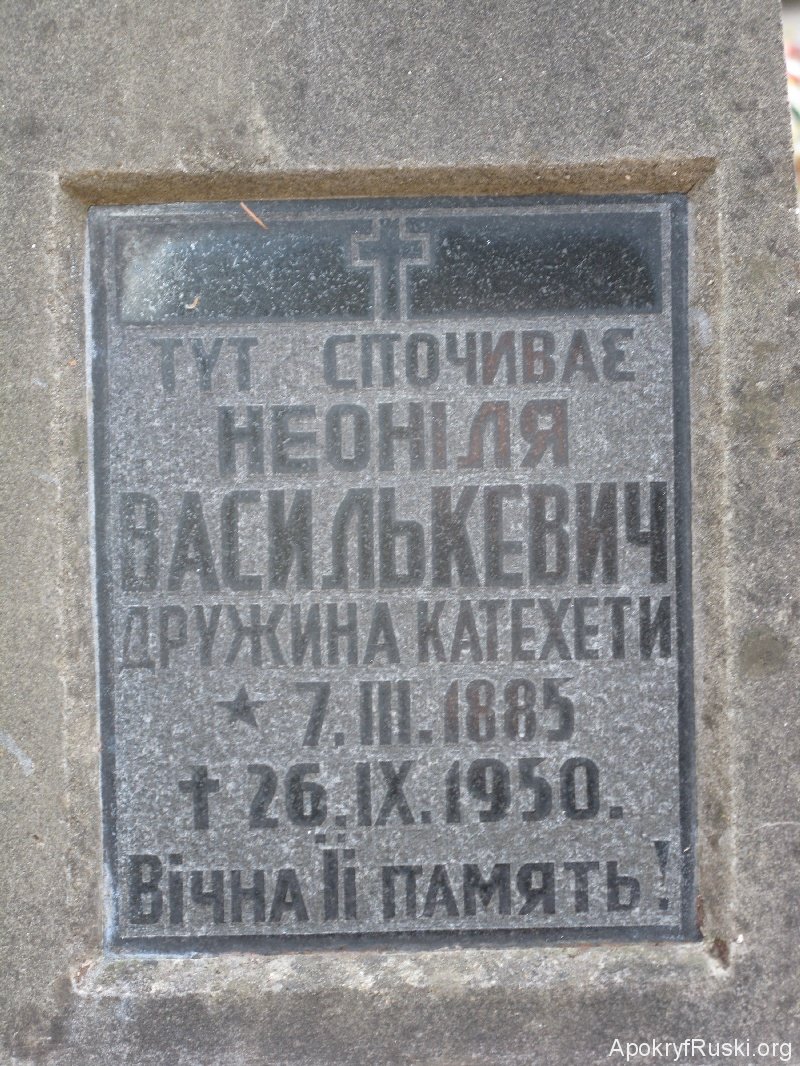 ТУТ СПОЧИВАЄ
НЕОНІЛЯ
ВАСИЛЬКЕВИЧ
ДРУЖИНА КАТЕХЕТИ
★ 7. III. 1885
† 26. IX. 1950.
Вічна Її память!
ApokryfRuski.org